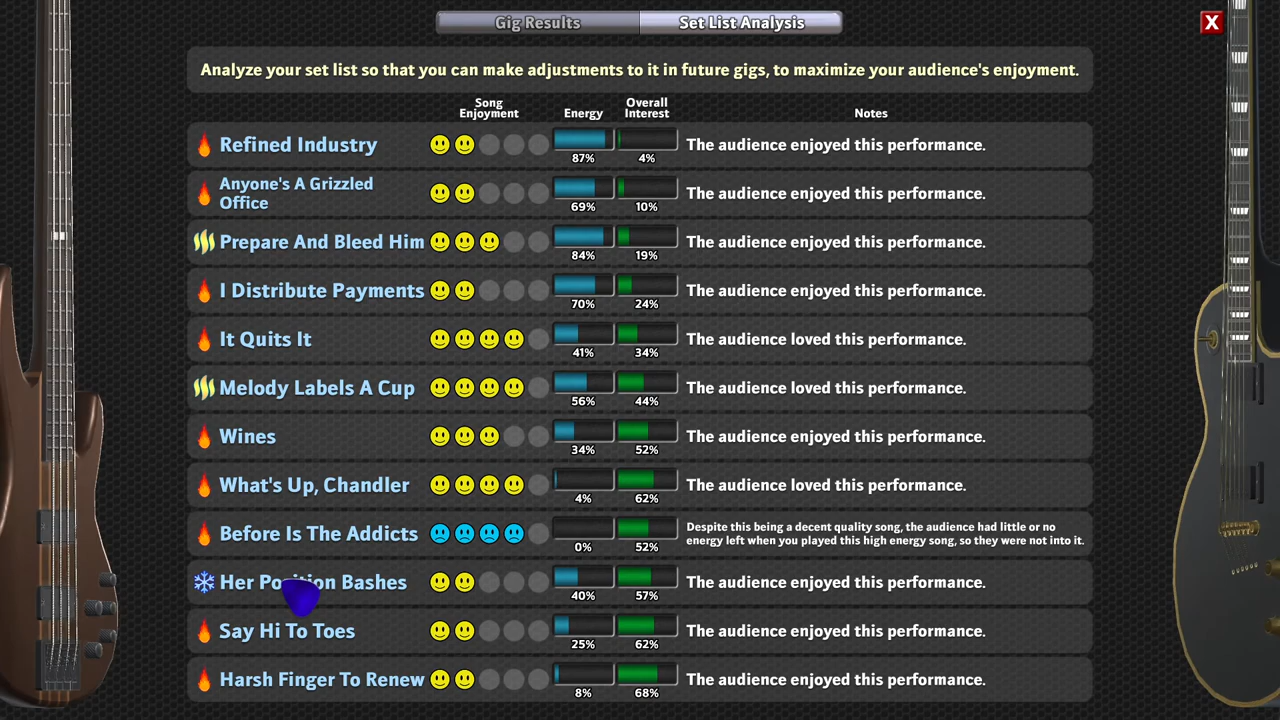 Gig Results
Set List Analysis
X
Analyze your set list so that you can make adjustments to it in future gigs, to maximize your audience's enjoyment.
Song
Enjoyment
Energy
Overall
Interest
Notes
Refined Industry
87%
4%
The audience enjoyed this performance.
Anyone's A Grizzled
Office
69%
10%
The audience enjoyed this performance.
Prepare And Bleed Him
84%
19%
The audience enjoyed this performance.
I Distribute Payments
70%
24%
The audience enjoyed this performance.
It Quits It
41%
34%
The audience loved this performance.
Melody Labels A Cup
56%
44%
The audience loved this performance.
Wines
34%
52%
The audience enjoyed this performance.
What's Up, Chandler
4%
62%
The audience loved this performance.
Before Is The Addicts
0%
52%
Despite this being a decent quality song, the audience had little or no
energy left when you played this high energy song, so they were not into it.
Her Position Bashes
40%
57%
The audience enjoyed this performance.
Say Hi To Toes
25%
62%
The audience enjoyed this performance.
Harsh Finger To Renew
8%
68%
The audience enjoyed this performance.